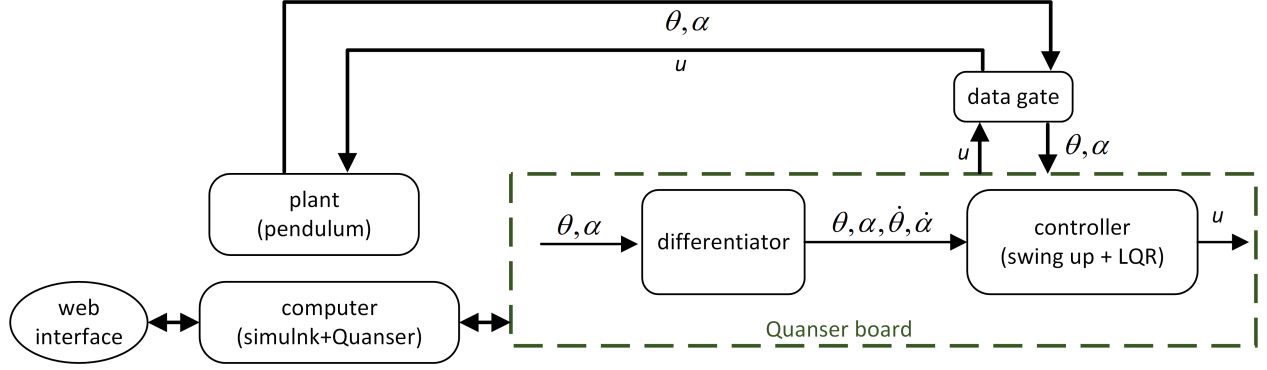 θ, α
u
data gate
u
θ, α
plant
(pendulum)
θ, α
differentiator
θ, α, θ̇, α̇
controller
(swing up + LQR)
u
web
interface
computer
(simulnk+Quanser)
Quanser board